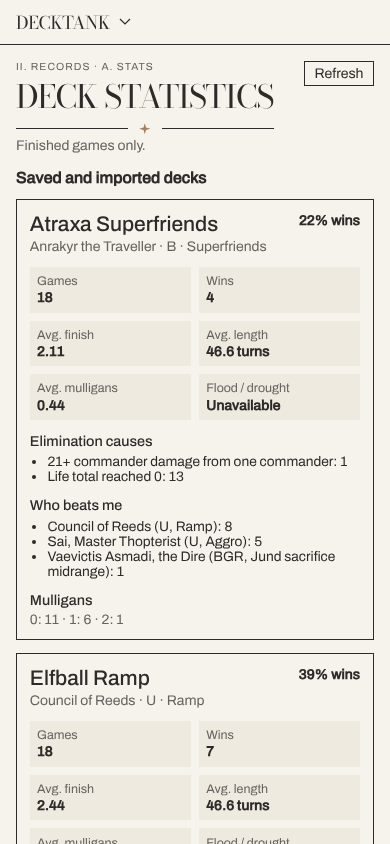 DECKTANK
II. RECORDS · A. STATS
DECK STATISTICS
Refresh
Finished games only.
Saved and imported decks
Atraxa Superfriends
22% wins
Anrakyr the Traveller · B · Superfriends
Games
18
Wins
4
Avg. finish
2.11
Avg. length
46.6 turns
Avg. mulligans
0.44
Flood / drought
Unavailable
Elimination causes
• 21+ commander damage from one commander: 1
• Life total reached 0: 13
Who beats me
• Council of Reeds (U, Ramp): 8
• Sai, Master Thopterist (U, Aggro): 5
• Vaevictis Asmadi, the Dire (BGR, Jund sacrifice
midrange): 1
Mulligans
0: 11 · 1: 6 · 2: 1
Elfball Ramp
39% wins
Council of Reeds · U · Ramp
Games
18
Wins
7
Avg. finish
2.44
Avg. length
46.6 turns
Avg. mulligans
Flood / drought